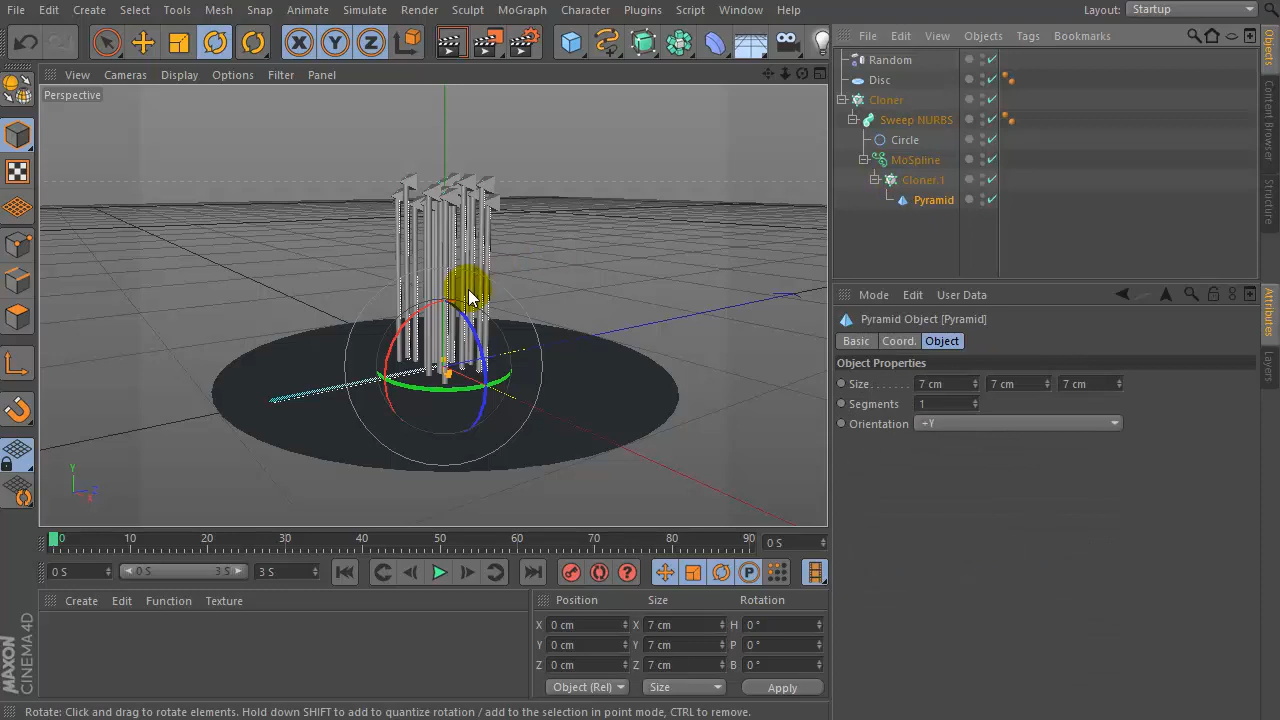 File Edit Create Select Tools Mesh Snap Animate Simulate Render Sculpt MoGraph Character Plugins Script Window Help
Layout: Startup
X Y Z
View Cameras Display Options Filter Panel
Perspective
Y
Z
X
0 10 20 30 40 50 60 70 80 90 0 S
0 S 0 S 3 S 3 S
P
Create Edit Function Texture
Position Size Rotation
X 0 cm X 7 cm H 0 °
Y 0 cm Y 7 cm P 0 °
Z 0 cm Z 7 cm B 0 °
Object (Rel) Size Apply
MAXON
CINEMA 4D
Rotate: Click and drag to rotate elements. Hold down SHIFT to add to quantize rotation / add to the selection in point mode, CTRL to remove.
File Edit View Objects Tags Bookmarks
Random
Disc
Cloner
Sweep NURBS
Circle
MoSpline
Cloner.1
Pyramid
Mode Edit User Data
Pyramid Object [Pyramid]
Basic Coord. Object
Object Properties
Size . . . . . . 7 cm 7 cm 7 cm
Segments 1
Orientation +Y
Objects
Content Browser
Structure
Attributes
Layers